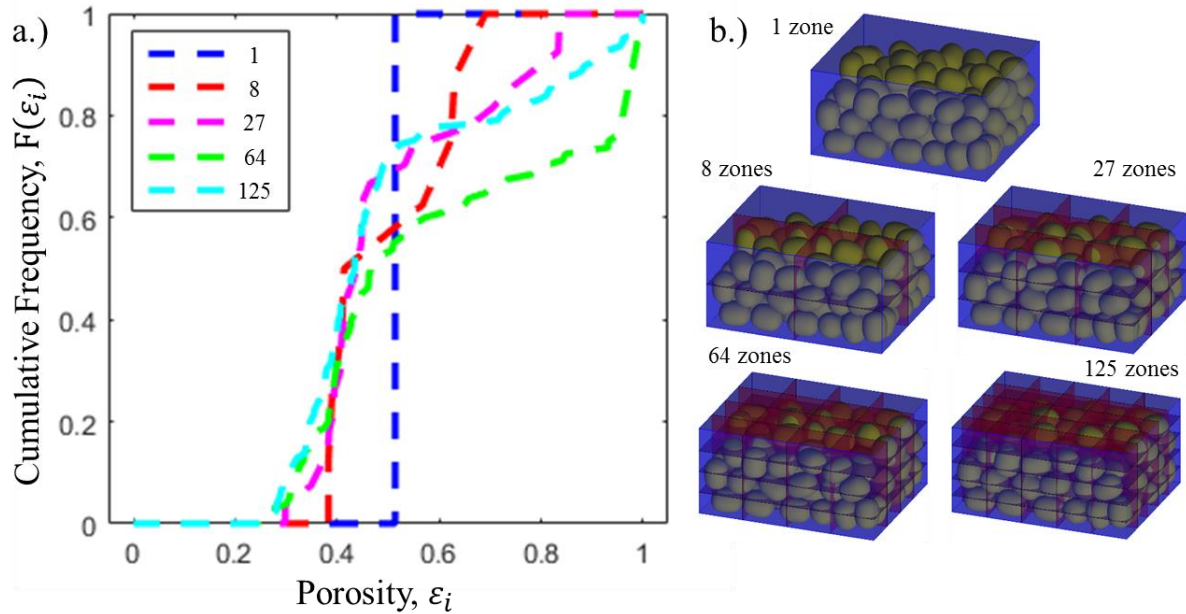 a.)
Cumulative Frequency, F(εᵢ)
1
0.8
0.6
0.4
0.2
0
1
8
27
64
125
0
0.2
0.4
0.6
0.8
1
Porosity, εᵢ
b.)
1 zone
8 zones
27 zones
64 zones
125 zones